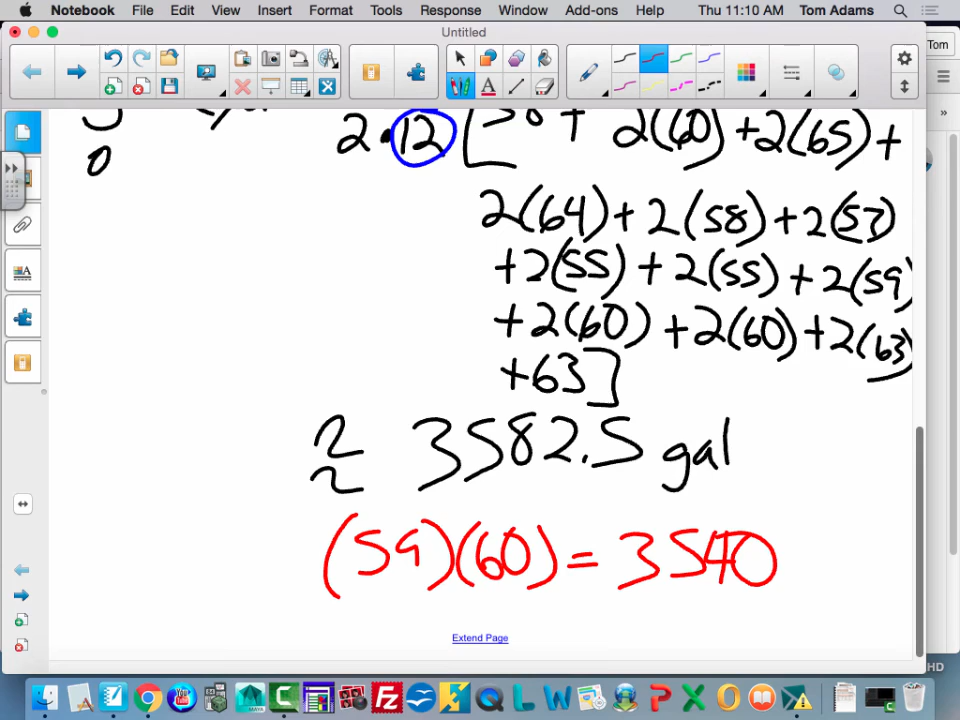 Notebook File Edit View Insert Format Tools Response Window Add-ons Help Thu 11:10 AM Tom Adams
Untitled
Tom
2·12 [58 + 2(60) +2(65) +
0
2(64) + 2(58) + 2(57)
+2(55) + 2(55) + 2(59)
+2(60) + 2(60) + 2(63)
+63]
≈ 3582.5 gal
(59)(60) = 3540
Extend Page
HD